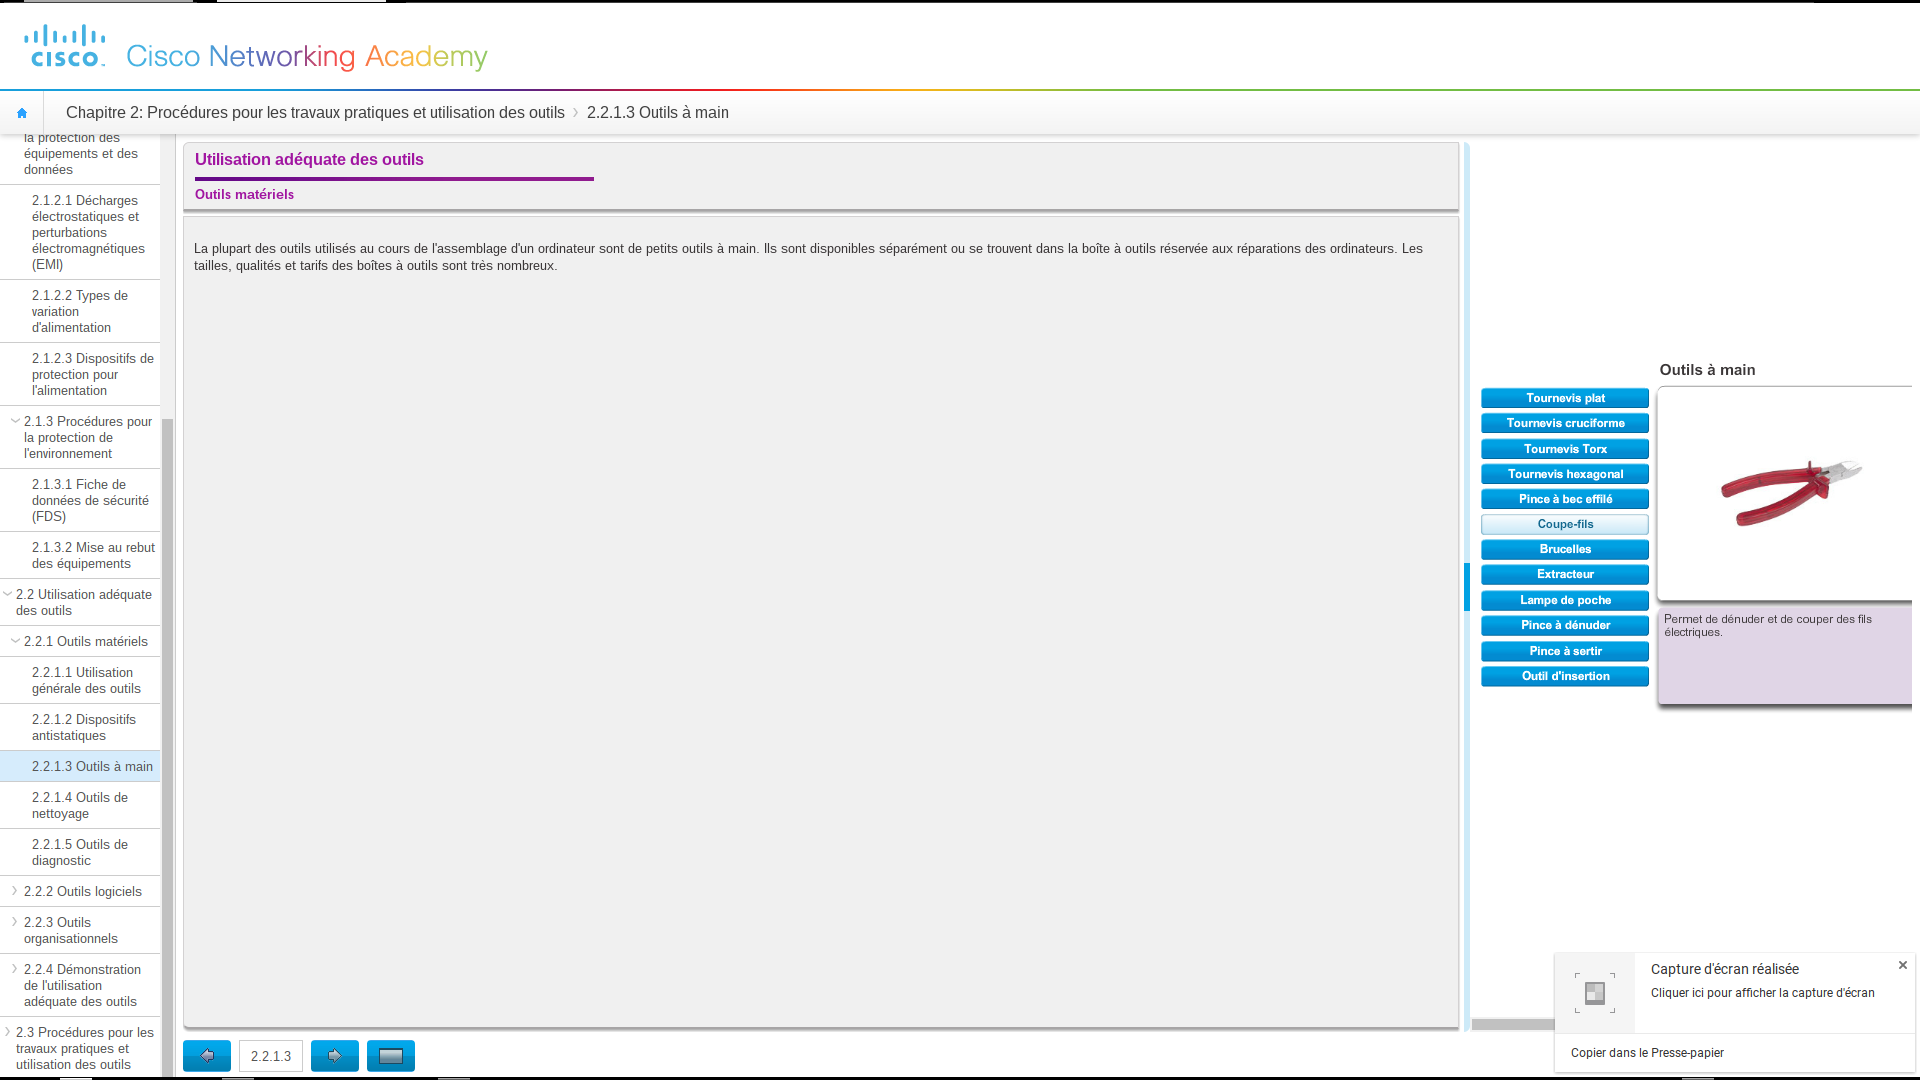 cisco
Cisco Networking Academy
Chapitre 2: Procédures pour les travaux pratiques et utilisation des outils
2.2.1.3 Outils à main
la protection des
équipements et des
données
2.1.2.1 Décharges
électrostatiques et
perturbations
électromagnétiques
(EMI)
2.1.2.2 Types de
variation
d'alimentation
2.1.2.3 Dispositifs de
protection pour
l'alimentation
2.1.3 Procédures pour
la protection de
l'environnement
2.1.3.1 Fiche de
données de sécurité
(FDS)
2.1.3.2 Mise au rebut
des équipements
2.2 Utilisation adéquate
des outils
2.2.1 Outils matériels
2.2.1.1 Utilisation
générale des outils
2.2.1.2 Dispositifs
antistatiques
2.2.1.3 Outils à main
2.2.1.4 Outils de
nettoyage
2.2.1.5 Outils de
diagnostic
2.2.2 Outils logiciels
2.2.3 Outils
organisationnels
2.2.4 Démonstration
de l'utilisation
adéquate des outils
2.3 Procédures pour les
travaux pratiques et
utilisation des outils
Utilisation adéquate des outils
Outils matériels
La plupart des outils utilisés au cours de l'assemblage d'un ordinateur sont de petits outils à main. Ils sont disponibles séparément ou se trouvent dans la boîte à outils réservée aux réparations des ordinateurs. Les
tailles, qualités et tarifs des boîtes à outils sont très nombreux.
2.2.1.3
Outils à main
Tournevis plat
Tournevis cruciforme
Tournevis Torx
Tournevis hexagonal
Pince à bec effilé
Coupe-fils
Brucelles
Extracteur
Lampe de poche
Pince à dénuder
Pince à sertir
Outil d'insertion
Permet de dénuder et de couper des fils
électriques.
Capture d'écran réalisée
Cliquer ici pour afficher la capture d'écran
Copier dans le Presse-papier